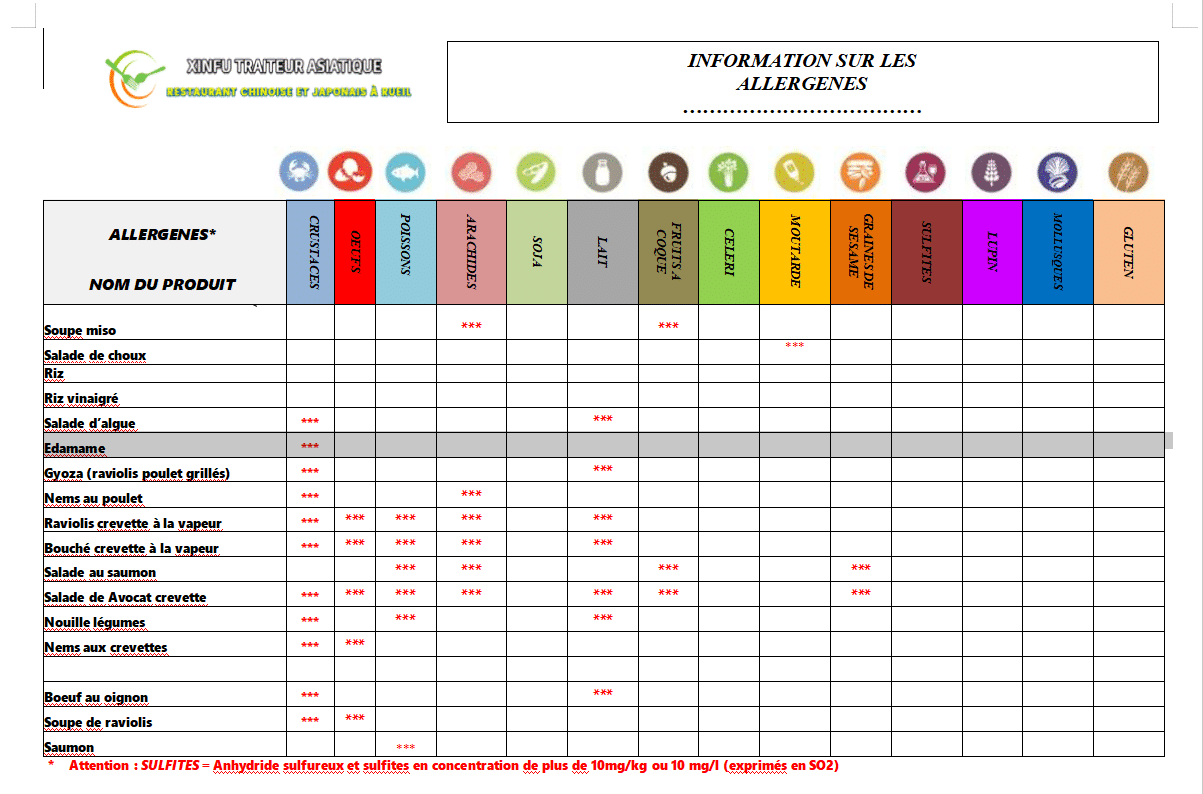 XINFU TRAITEUR ASIATIQUE
RESTAURANT CHINOISE ET JAPONAIS À RUEIL
INFORMATION SUR LES
ALLERGENES
....................................
ALLERGENES*
NOM DU PRODUIT
CRUSTACES
OEUFS
POISSONS
ARACHIDES
SOJA
LAIT
FRUITS A
COQUE
CELERI
MOUTARDE
GRAINES DE
SESAME
SULFITES
LUPIN
MOLLUSQUES
GLUTEN
Soupe miso *** ***
Salade de choux ***
Riz
Riz vinaigré
Salade d'algue *** ***
Edamame ***
Gyoza (raviolis poulet grillés) *** ***
Nems au poulet *** ***
Raviolis crevette à la vapeur *** *** *** *** ***
Bouché crevette à la vapeur *** *** *** *** ***
Salade au saumon *** *** *** ***
Salade de Avocat crevette *** *** *** *** *** *** ***
Nouille légumes *** *** ***
Nems aux crevettes *** ***
Boeuf au oignon *** ***
Soupe de raviolis *** ***
Saumon ***
* Attention : SULFITES = Anhydride sulfureux et sulfites en concentration de plus de 10mg/kg ou 10 mg/l (exprimés en SO2)